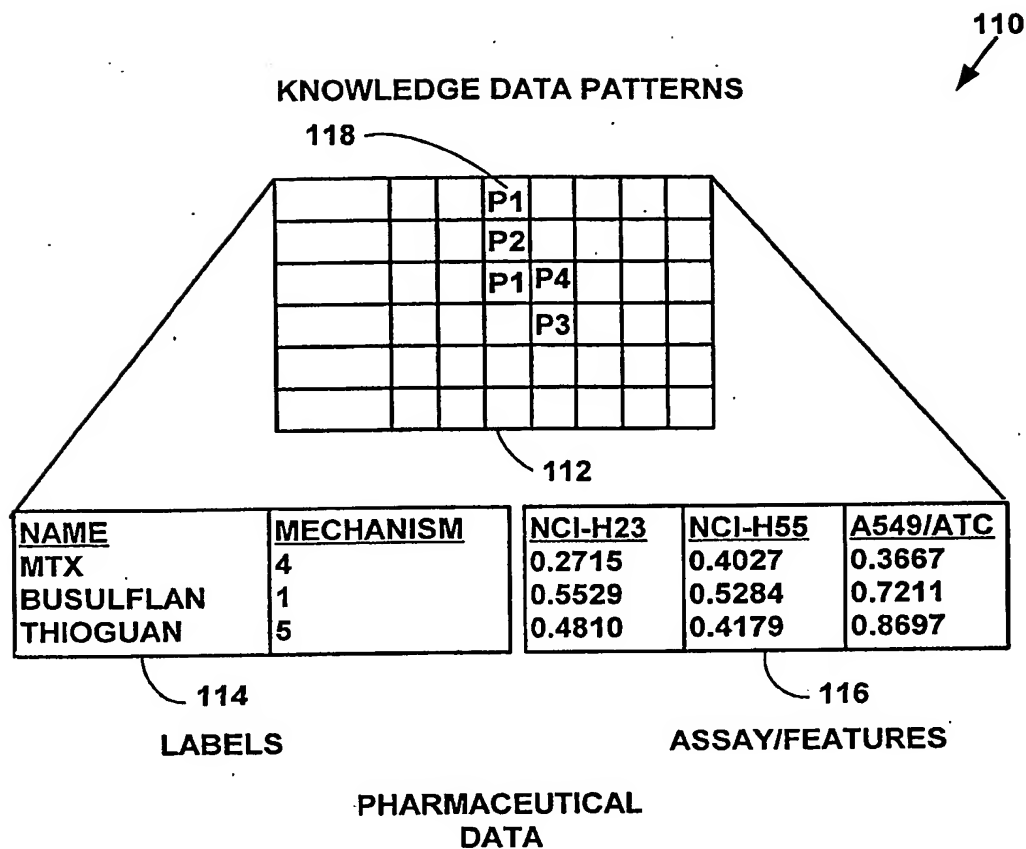 110
KNOWLEDGE DATA PATTERNS
118
P1
P2
P1 P4
P3
112
NAME MECHANISM NCI-H23 NCI-H55 A549/ATC
MTX 4 0.2715 0.4027 0.3667
BUSULFLAN 1 0.5529 0.5284 0.7211
THIOGUAN 5 0.4810 0.4179 0.8697
114 116
LABELS ASSAY/FEATURES
PHARMACEUTICAL
DATA